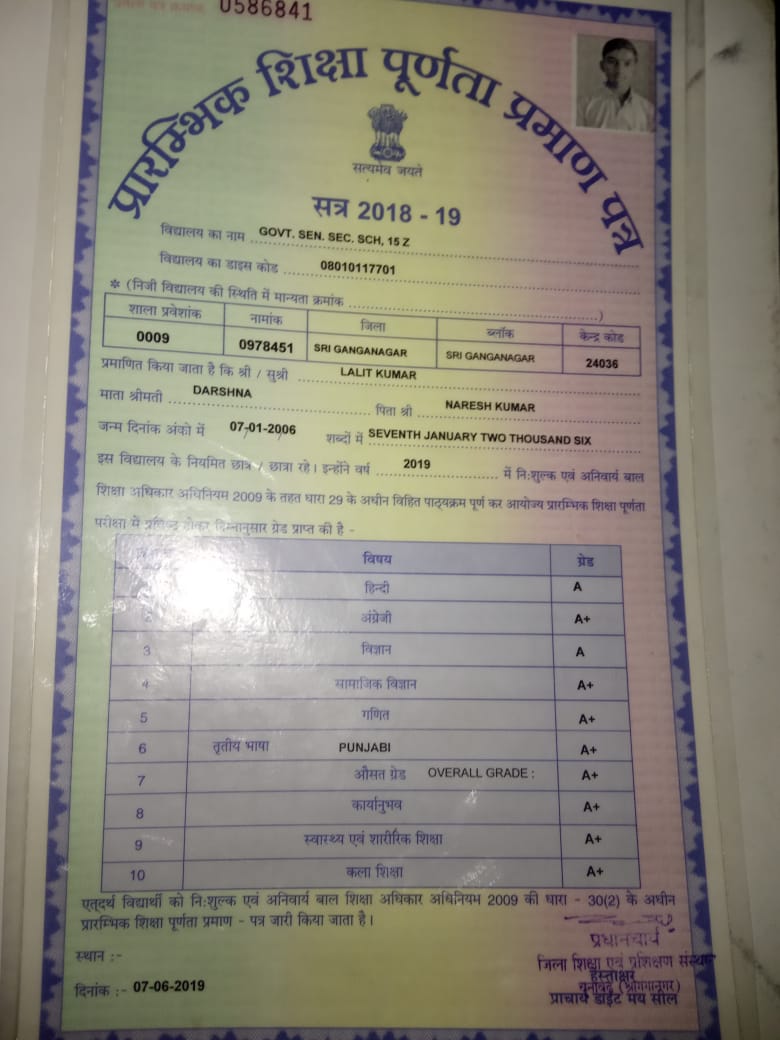 प्रमाण पत्र क्रमांक 0586841
प्रारम्भिक शिक्षा पूर्णता प्रमाण पत्र
सत्यमेव जयते
सत्र 2018 - 19
विद्यालय का नाम GOVT. SEN. SEC. SCH, 15 Z
विद्यालय का डाइस कोड 08010117701
* (निजी विद्यालय की स्थिति में मान्यता क्रमांक ..........)
शाला प्रवेशांक नामांक जिला ब्लॉक केन्द्र कोड
0009 0978451 SRI GANGANAGAR SRI GANGANAGAR 24036
प्रमाणित किया जाता है कि श्री / सुश्री LALIT KUMAR
माता श्रीमती DARSHNA पिता श्री NARESH KUMAR
जन्म दिनांक अंको में 07-01-2006 शब्दों में SEVENTH JANUARY TWO THOUSAND SIX
इस विद्यालय के नियमित छात्र / छात्रा रहे। इन्होंने वर्ष 2019 में नि:शुल्क एवं अनिवार्य बाल
शिक्षा अधिकार अधिनियम 2009 के तहत धारा 29 के अधीन विहित पाठ्यक्रम पूर्ण कर आयोज्य प्रारम्भिक शिक्षा पूर्णता
परीक्षा में होकर निम्नानुसार ग्रेड प्राप्त की है -
विषय ग्रेड
हिन्दी A
2 अंग्रेजी A+
3 विज्ञान A
4 सामाजिक विज्ञान A+
5 गणित A+
6 तृतीय भाषा PUNJABI A+
7 औसत ग्रेड OVERALL GRADE : A+
8 कार्यानुभव A+
9 स्वास्थ्य एवं शारीरिक शिक्षा A+
10 कला शिक्षा A+
एतद्‌र्थ विद्यार्थी को नि:शुल्क एवं अनिवार्य बाल शिक्षा अधिकार अधिनियम 2009 की धारा - 30(2) के अधीन
प्रारम्भिक शिक्षा पूर्णता प्रमाण - पत्र जारी किया जाता है।
प्रधानचार्य
स्थान :-
जिला शिक्षा एवं प्रशिक्षण संस्थान
हस्ताक्षर
दिनांक :- 07-06-2019
(श्रीगंगानगर)
प्राचार्य डाईट मय सील